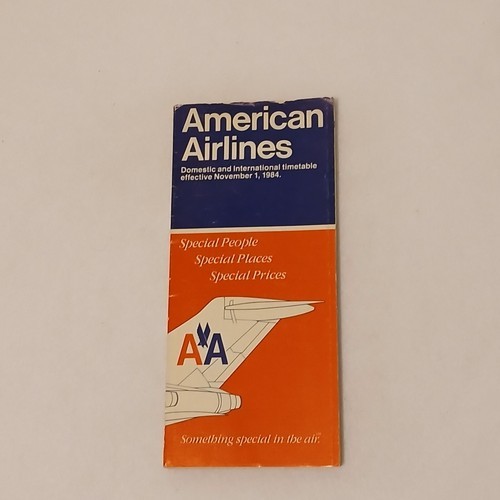 American
Airlines
Domestic and International timetable
effective November 1, 1984.
Special People
Special Places
Special Prices
AA
Something special in the air.